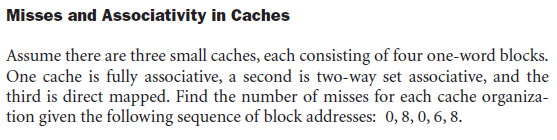 Misses and Associativity in Caches
Assume there are three small caches, each consisting of four one-word blocks.
One cache is fully associative, a second is two-way set associative, and the
third is direct mapped. Find the number of misses for each cache organiza-
tion given the following sequence of block addresses: 0, 8, 0, 6, 8.